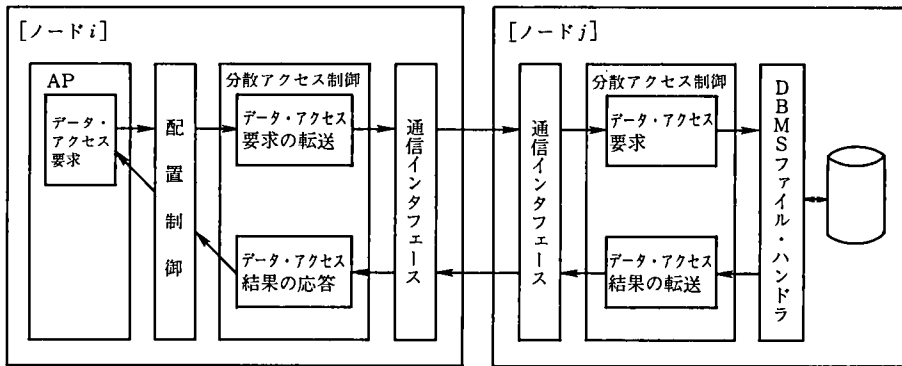 [ノード i]
AP
データ・
アクセス
要求
配置制御
分散アクセス制御
データ・アクセス
要求の転送
データ・アクセス
結果の応答
通信インタフェース
[ノード j]
通信インタフェース
分散アクセス制御
データ・アクセス
要求
データ・アクセス
結果の転送
DBMSファイル・ハンドラ